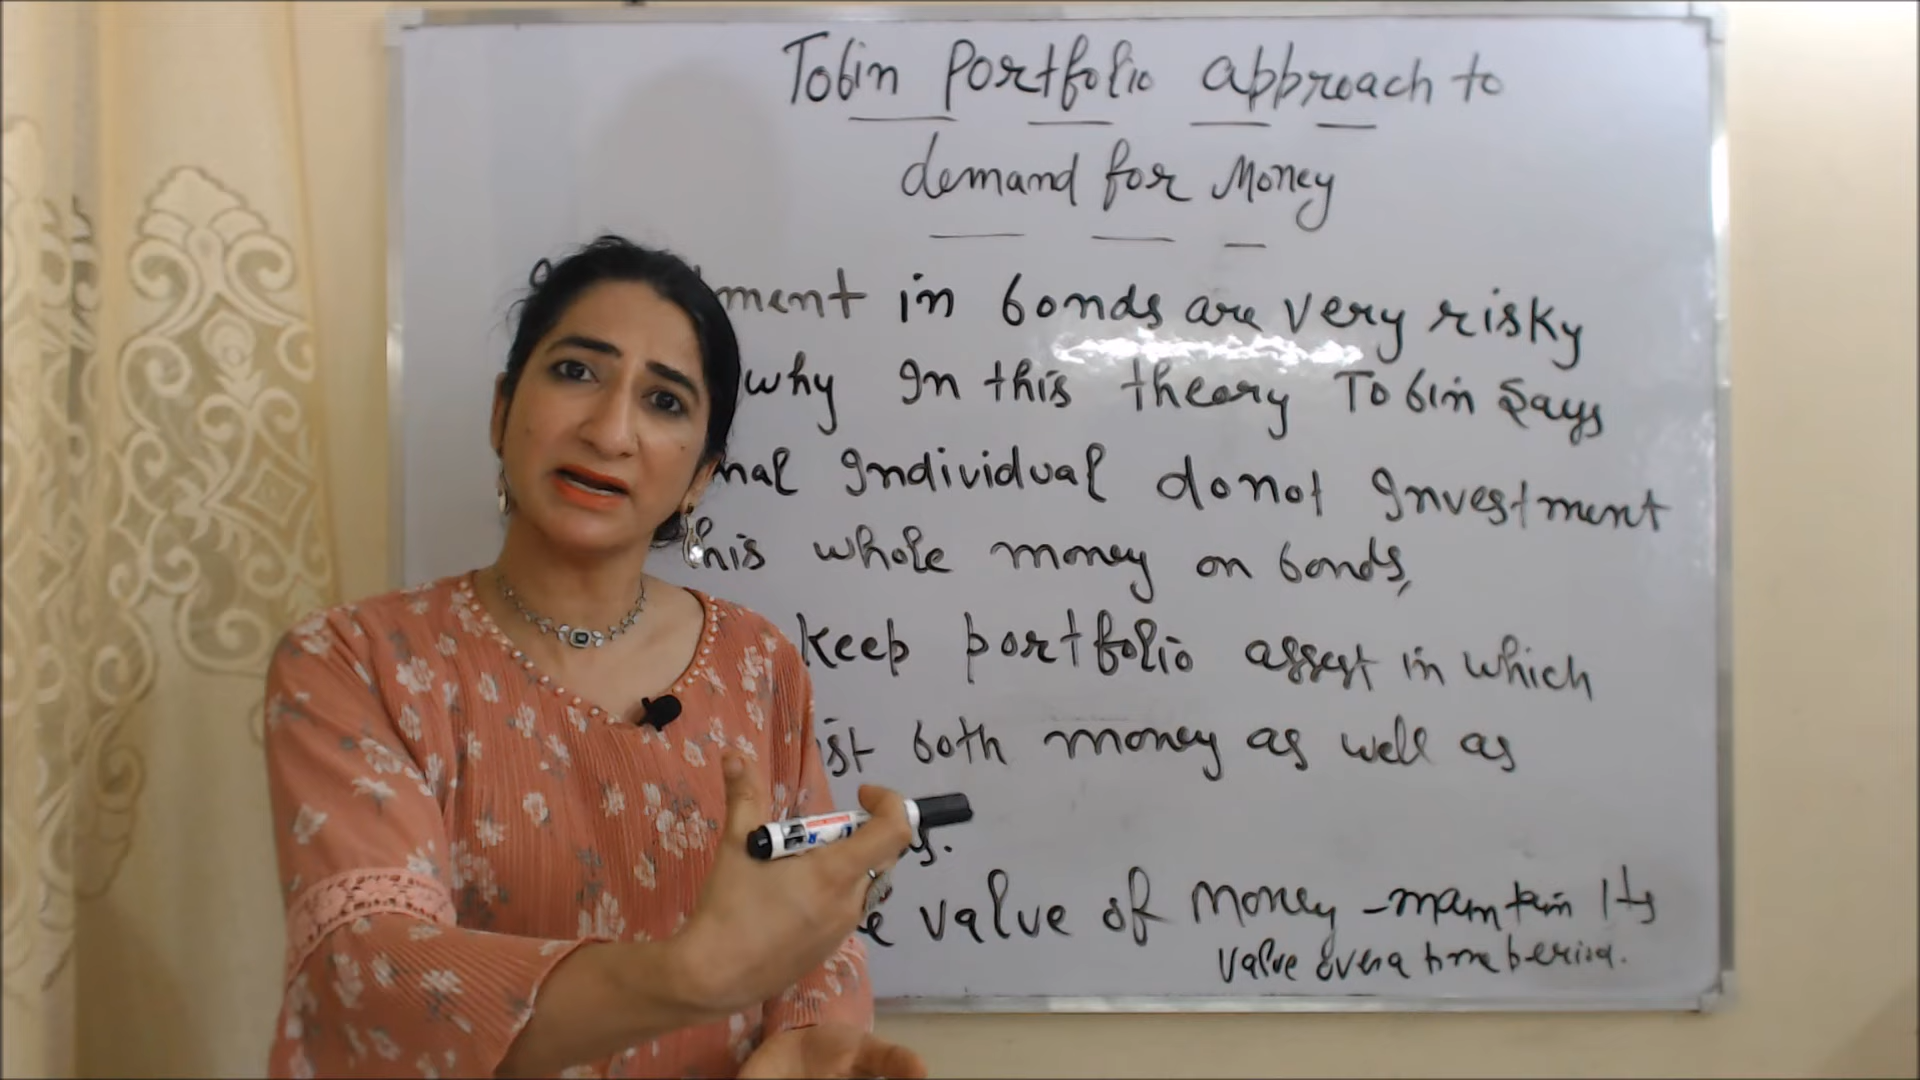 Tobin Portfolio approach to
demand for Money
ment in bonds are very risky
why In this theory Tobin Says
nal Individual donot Investment
his whole money on bonds,
keep portfolio assest in which
ist both money as well as
s.
e value of Money - maintain Its
value over a time period.